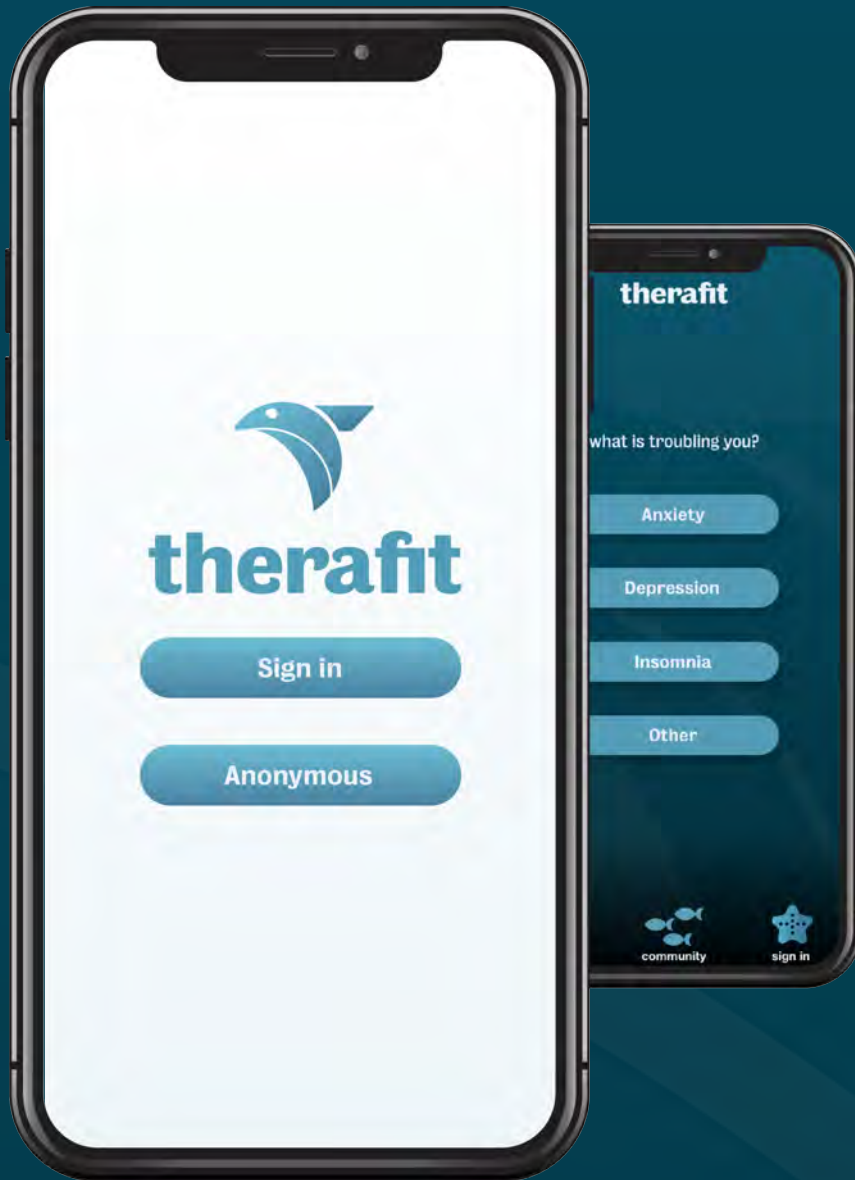 therafit
Sign in
Anonymous
therafit
what is troubling you?
Anxiety
Depression
Insomnia
Other
community
sign in